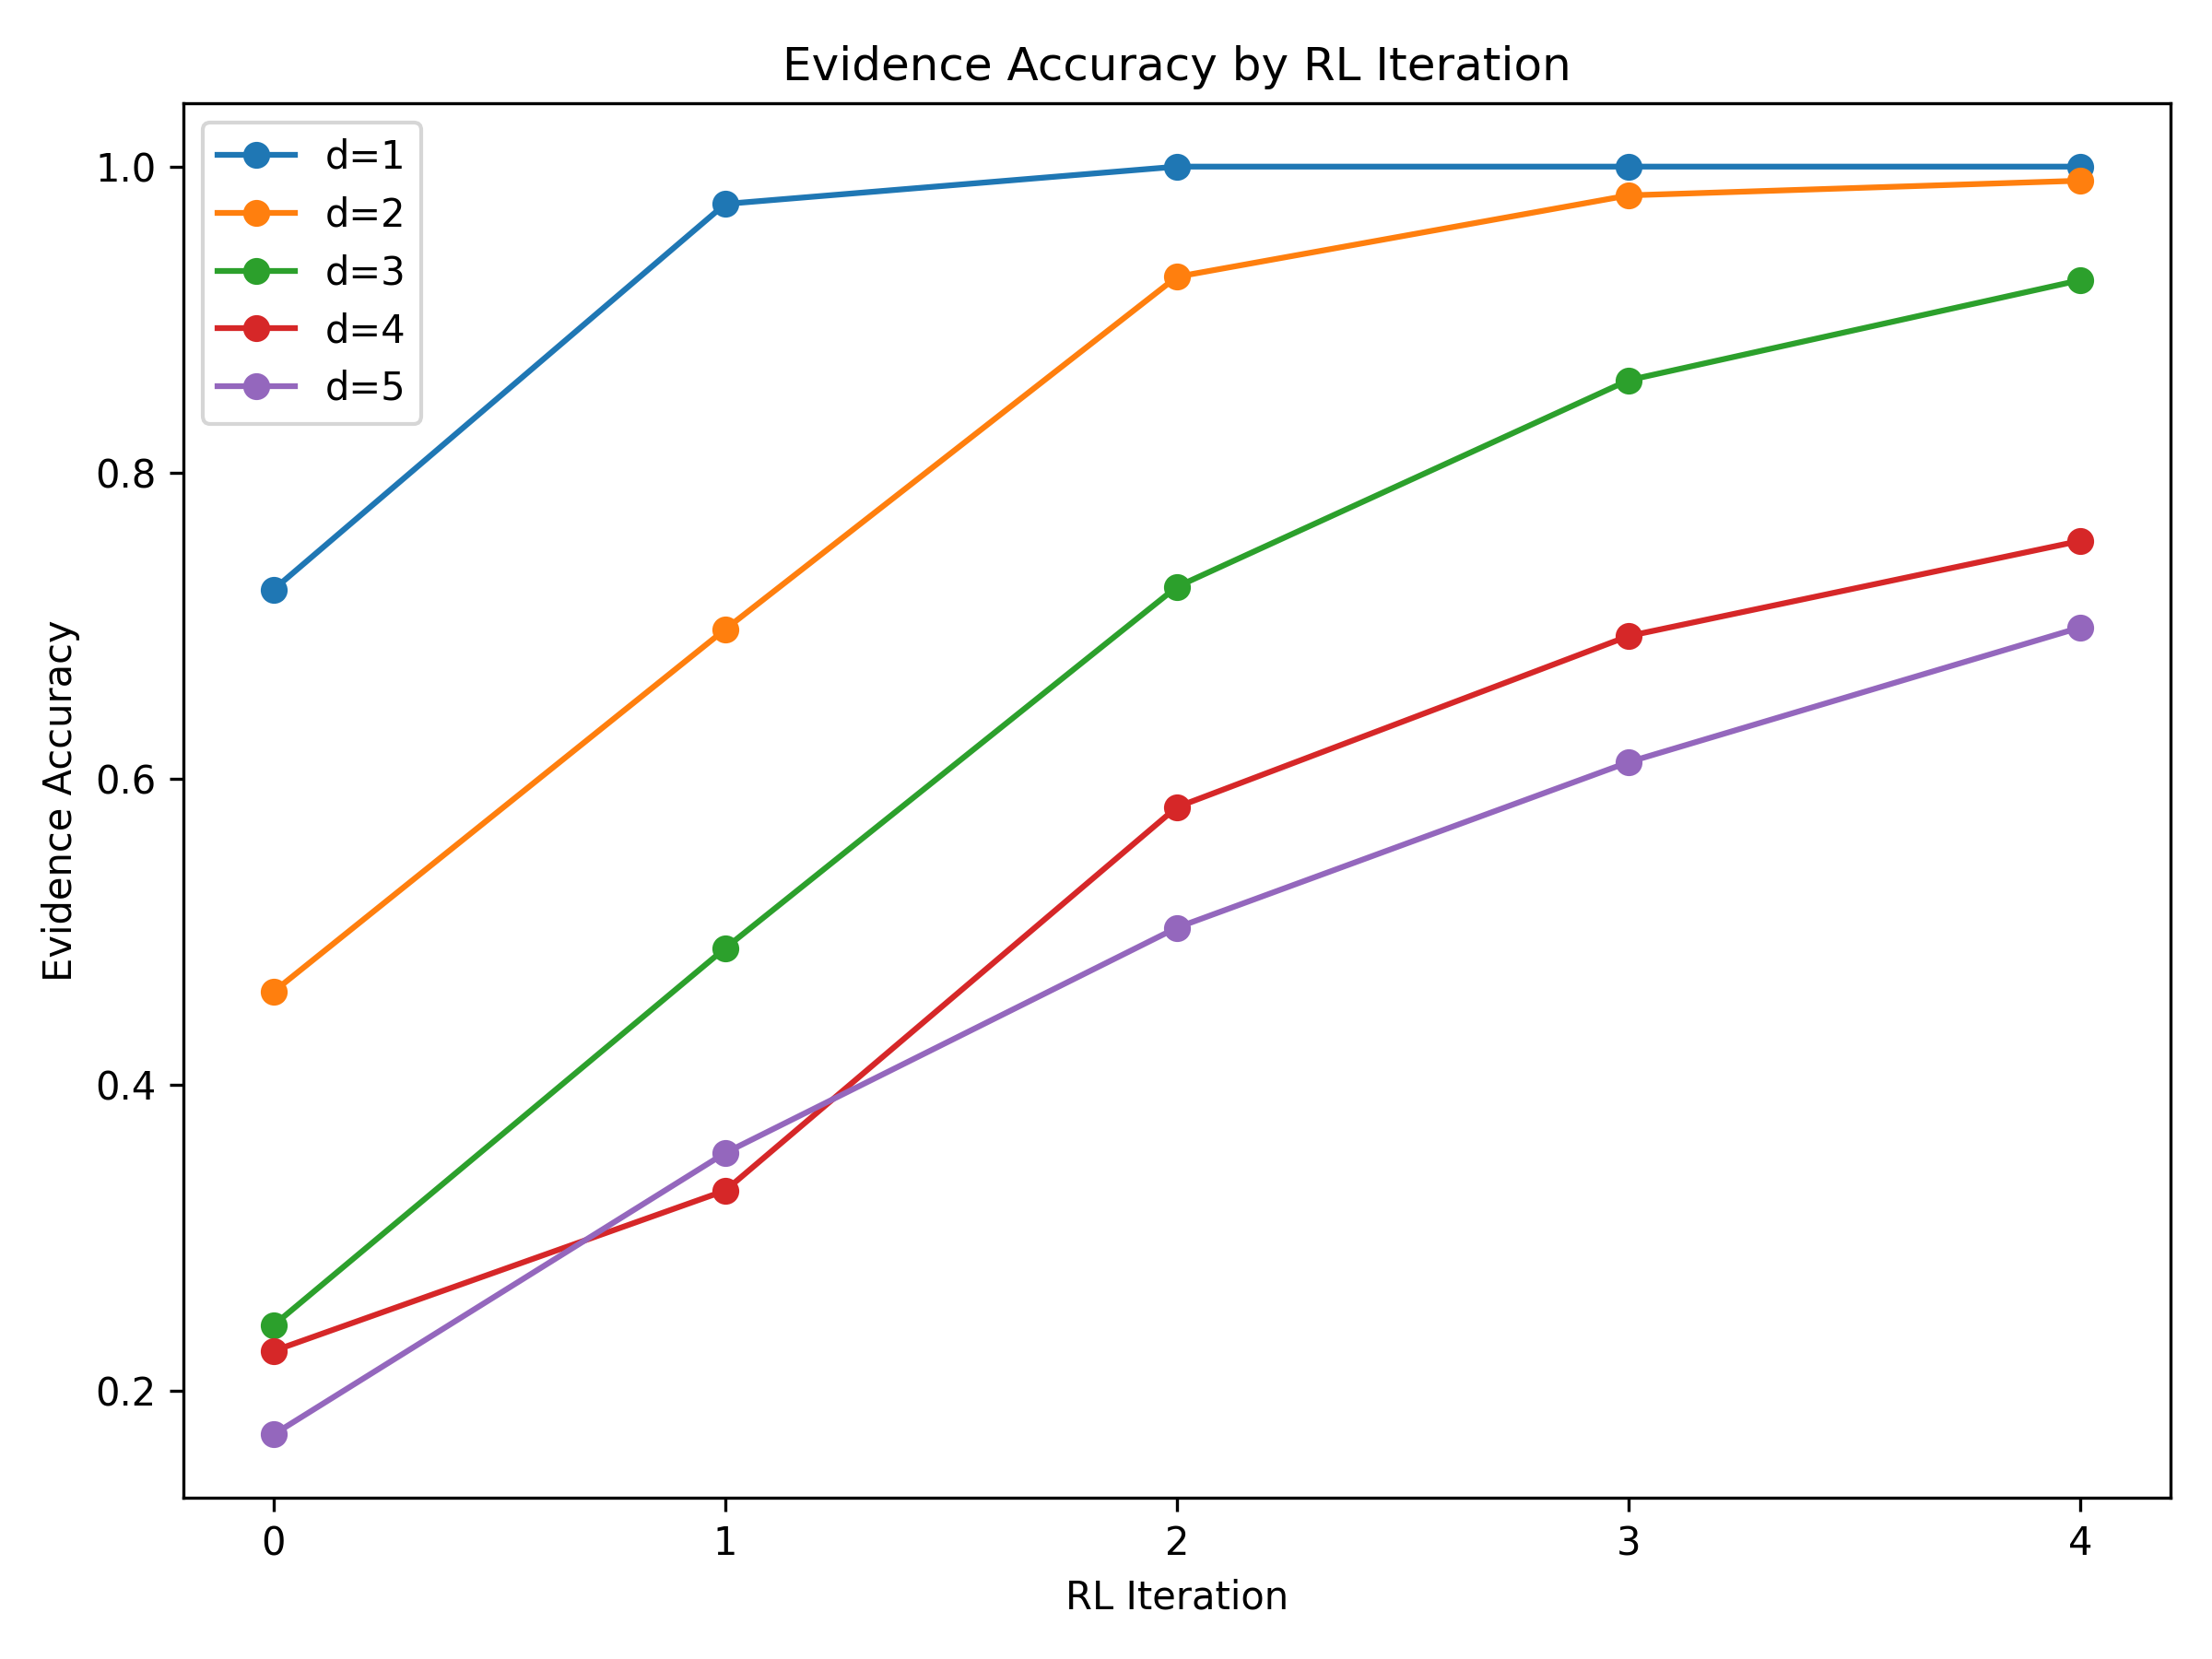 Evidence Accuracy by RL Iteration
d=1
d=2
d=3
d=4
d=5
Evidence Accuracy
1.0
0.8
0.6
0.4
0.2
0
1
2
3
4
RL Iteration